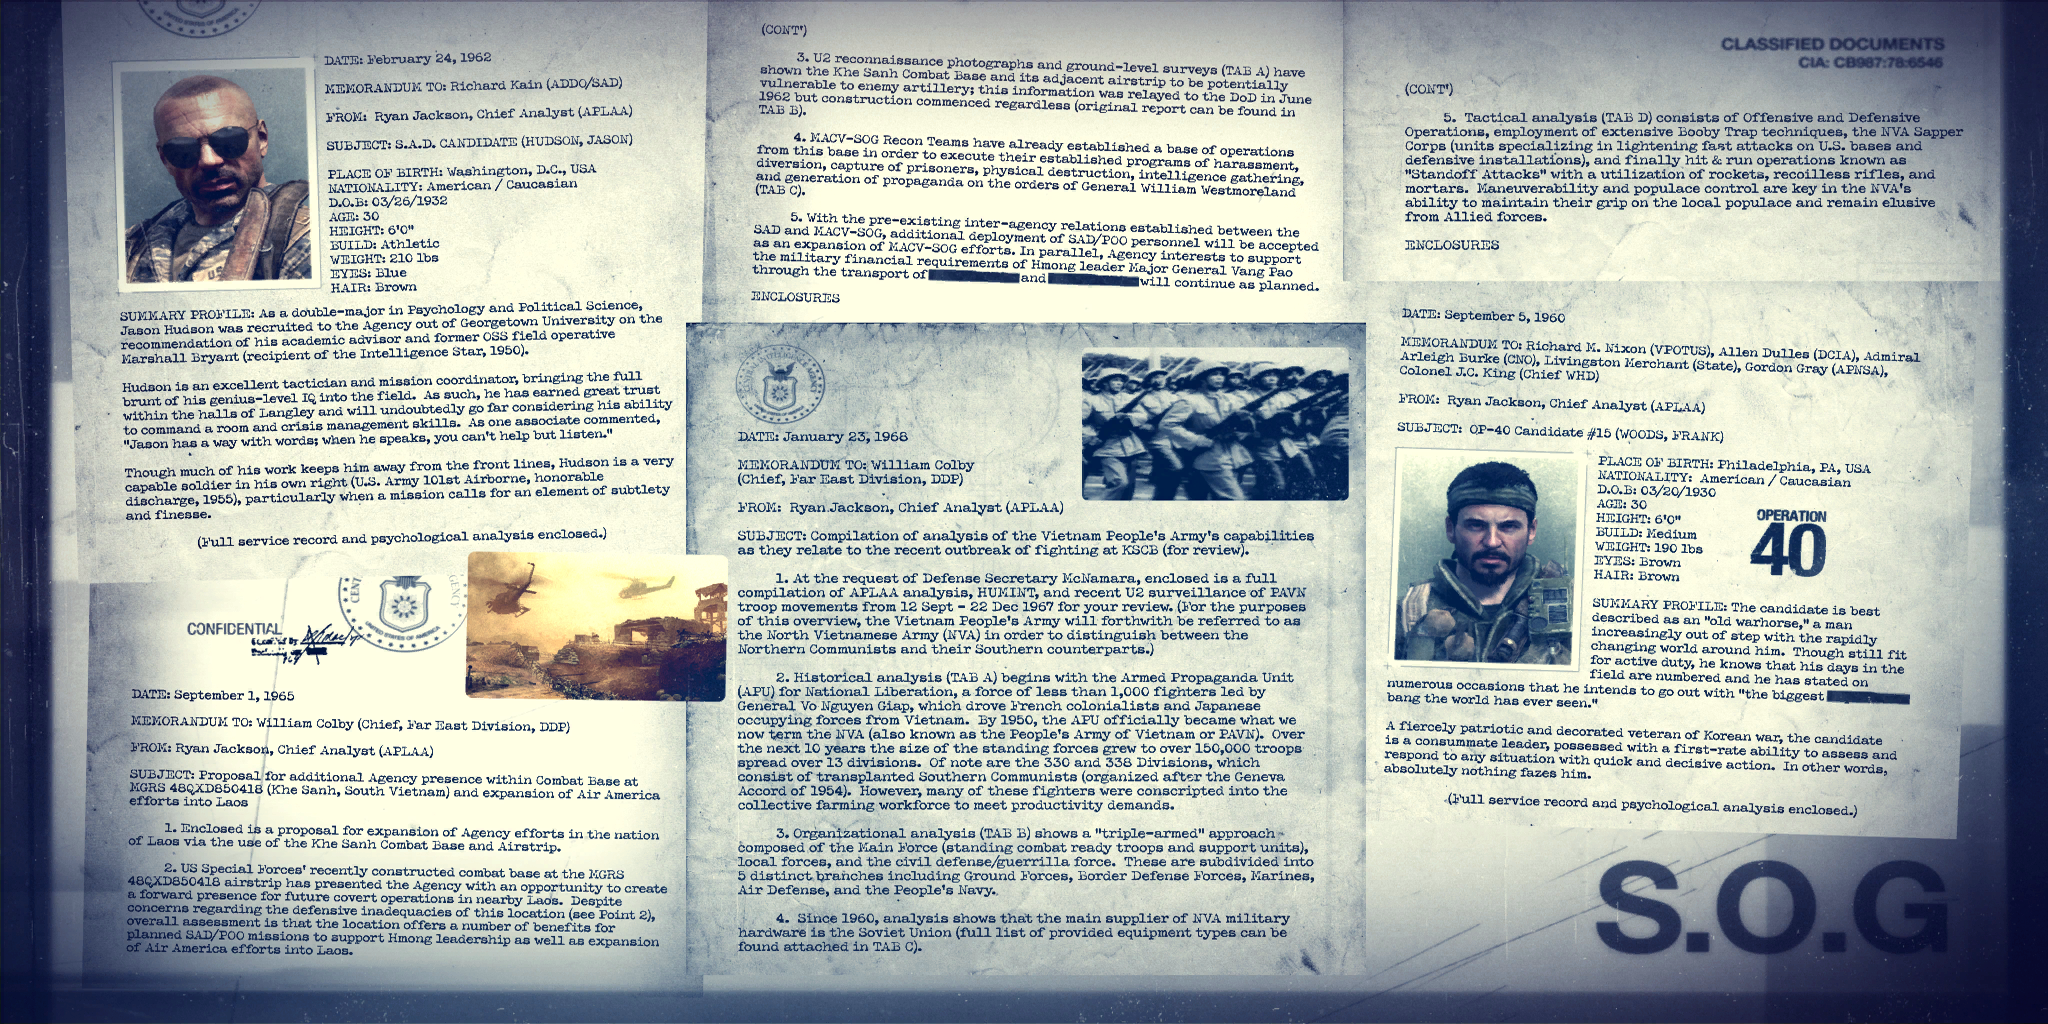 DATE: February 24, 1962
MEMORANDUM TO: Richard Kain (ADDO/SAD)
FROM: Ryan Jackson, Chief Analyst (APLAA)
SUBJECT: S.A.D. CANDIDATE (HUDSON, JASON)
PLACE OF BIRTH: Washington, D.C., USA
NATIONALITY: American / Caucasian
D.O.B: 03/26/1932
AGE: 30
HEIGHT: 6'0"
BUILD: Athletic
WEIGHT: 210 lbs
EYES: Blue
HAIR: Brown
SUMMARY PROFILE: As a double-major in Psychology and Political Science,
Jason Hudson was recruited to the Agency out of Georgetown University on the
recommendation of his academic advisor and former OSS field operative
Marshall Bryant (recipient of the Intelligence Star, 1950).
Hudson is an excellent tactician and mission coordinator, bringing the full
brunt of his genius-level IQ into the field. As such, he has earned great trust
within the halls of Langley and will undoubtedly go far considering his ability
to command a room and crisis management skills. As one associate commented,
"Jason has a way with words; when he speaks, you can't help but listen."
Though much of his work keeps him away from the front lines, Hudson is a very
capable soldier in his own right (U.S. Army 101st Airborne, honorable
discharge, 1955), particularly when a mission calls for an element of subtlety
and finesse.
(Full service record and psychological analysis enclosed.)
CONFIDENTIAL
UNITED STATES OF AMERICA
DATE: September 1, 1965
MEMORANDUM TO: William Colby (Chief, Far East Division, DDP)
FROM: Ryan Jackson, Chief Analyst (APLAA)
SUBJECT: Proposal for additional Agency presence within Combat Base at
MGRS 48QXD850418 (Khe Sanh, South Vietnam) and expansion of Air America
efforts into Laos
1. Enclosed is a proposal for expansion of Agency efforts in the nation
of Laos via the use of the Khe Sanh Combat Base and Airstrip.
2. US Special Forces' recently constructed combat base at the MGRS
48QXD850418 airstrip has presented the Agency with an opportunity to create
a forward presence for future covert operations in nearby Laos. Despite
concerns regarding the defensive inadequacies of this location (see Point 2),
overall assessment is that the location offers a number of benefits for
planned SAD/POO missions to support Hmong leadership as well as expansion
of Air America efforts into Laos.
(CONT')
3. U2 reconnaissance photographs and ground-level surveys (TAB A) have
shown the Khe Sanh Combat Base and its adjacent airstrip to be potentially
vulnerable to enemy artillery; this information was relayed to the DoD in June
1962 but construction commenced regardless (original report can be found in
TAB B).
4. MACV-SOG Recon Teams have already established a base of operations
from this base in order to execute their established programs of harassment,
diversion, capture of prisoners, physical destruction, intelligence gathering,
and generation of propaganda on the orders of General William Westmoreland
(TAB C).
5. With the pre-existing inter-agency relations established between the
SAD and MACV-SOG, additional deployment of SAD/POO personnel will be accepted
as an expansion of MACV-SOG efforts. In parallel, Agency interests to support
the military financial requirements of Hmong leader Major General Vang Pao
through the transport of and will continue as planned.
ENCLOSURES
DATE: January 23, 1968
MEMORANDUM TO: William Colby
(Chief, Far East Division, DDP)
FROM: Ryan Jackson, Chief Analyst (APLAA)
SUBJECT: Compilation of analysis of the Vietnam People's Army's capabilities
as they relate to the recent outbreak of fighting at KSCB (for review).
1. At the request of Defense Secretary McNamara, enclosed is a full
compilation of APLAA analysis, HUMINT, and recent U2 surveillance of PAVN
troop movements from 12 Sept - 22 Dec 1967 for your review. (For the purposes
of this overview, the Vietnam People's Army will forthwith be referred to as
the North Vietnamese Army (NVA) in order to distinguish between the
Northern Communists and their Southern counterparts.)
2. Historical analysis (TAB A) begins with the Armed Propaganda Unit
(APU) for National Liberation, a force of less than 1,000 fighters led by
General Vo Nguyen Giap, which drove French colonialists and Japanese
occupying forces from Vietnam. By 1950, the APU officially became what we
now term the NVA (also known as the People's Army of Vietnam or PAVN). Over
the next 10 years the size of the standing forces grew to over 150,000 troops
spread over 13 divisions. Of note are the 330 and 338 Divisions, which
consist of transplanted Southern Communists (organized after the Geneva
Accord of 1954). However, many of these fighters were conscripted into the
collective farming workforce to meet productivity demands.
3. Organizational analysis (TAB B) shows a "triple-armed" approach
composed of the Main Force (standing combat ready troops and support units),
local forces, and the civil defense/guerrilla force. These are subdivided into
5 distinct branches including Ground Forces, Border Defense Forces, Marines,
Air Defense, and the People's Navy.
4. Since 1960, analysis shows that the main supplier of NVA military
hardware is the Soviet Union (full list of provided equipment types can be
found attached in TAB C).
CLASSIFIED DOCUMENTS
CIA: CB987:78:6546
(CONT')
5. Tactical analysis (TAB D) consists of Offensive and Defensive
Operations, employment of extensive Booby Trap techniques, the NVA Sapper
Corps (units specializing in lightening fast attacks on U.S. bases and
defensive installations), and finally hit & run operations known as
"Standoff Attacks" with a utilization of rockets, recoilless rifles, and
mortars. Maneuverability and populace control are key in the NVA's
ability to maintain their grip on the local populace and remain elusive
from Allied forces.
ENCLOSURES
DATE: September 5, 1960
MEMORANDUM TO: Richard M. Nixon (VPOTUS), Allen Dulles (DCIA), Admiral
Arleigh Burke (CNO), Livingston Merchant (State), Gordon Gray (APNSA),
Colonel J.C. King (Chief WHD)
FROM: Ryan Jackson, Chief Analyst (APLAA)
SUBJECT: OP-40 Candidate #15 (WOODS, FRANK)
PLACE OF BIRTH: Philadelphia, PA, USA
NATIONALITY: American / Caucasian
D.O.B: 03/20/1930
AGE: 30
HEIGHT: 6'0"
BUILD: Medium
WEIGHT: 190 lbs
EYES: Brown
HAIR: Brown
OPERATION
40
SUMMARY PROFILE: The candidate is best
described as an "old warhorse," a man
increasingly out of step with the rapidly
changing world around him. Though still fit
for active duty, he knows that his days in the
field are numbered and he has stated on
numerous occasions that he intends to go out with "the biggest
bang the world has ever seen."
A fiercely patriotic and decorated veteran of Korean war, the candidate
is a consummate leader, possessed with a first-rate ability to assess and
respond to any situation with quick and decisive action. In other words,
absolutely nothing fazes him.
(Full service record and psychological analysis enclosed.)
S.O.G